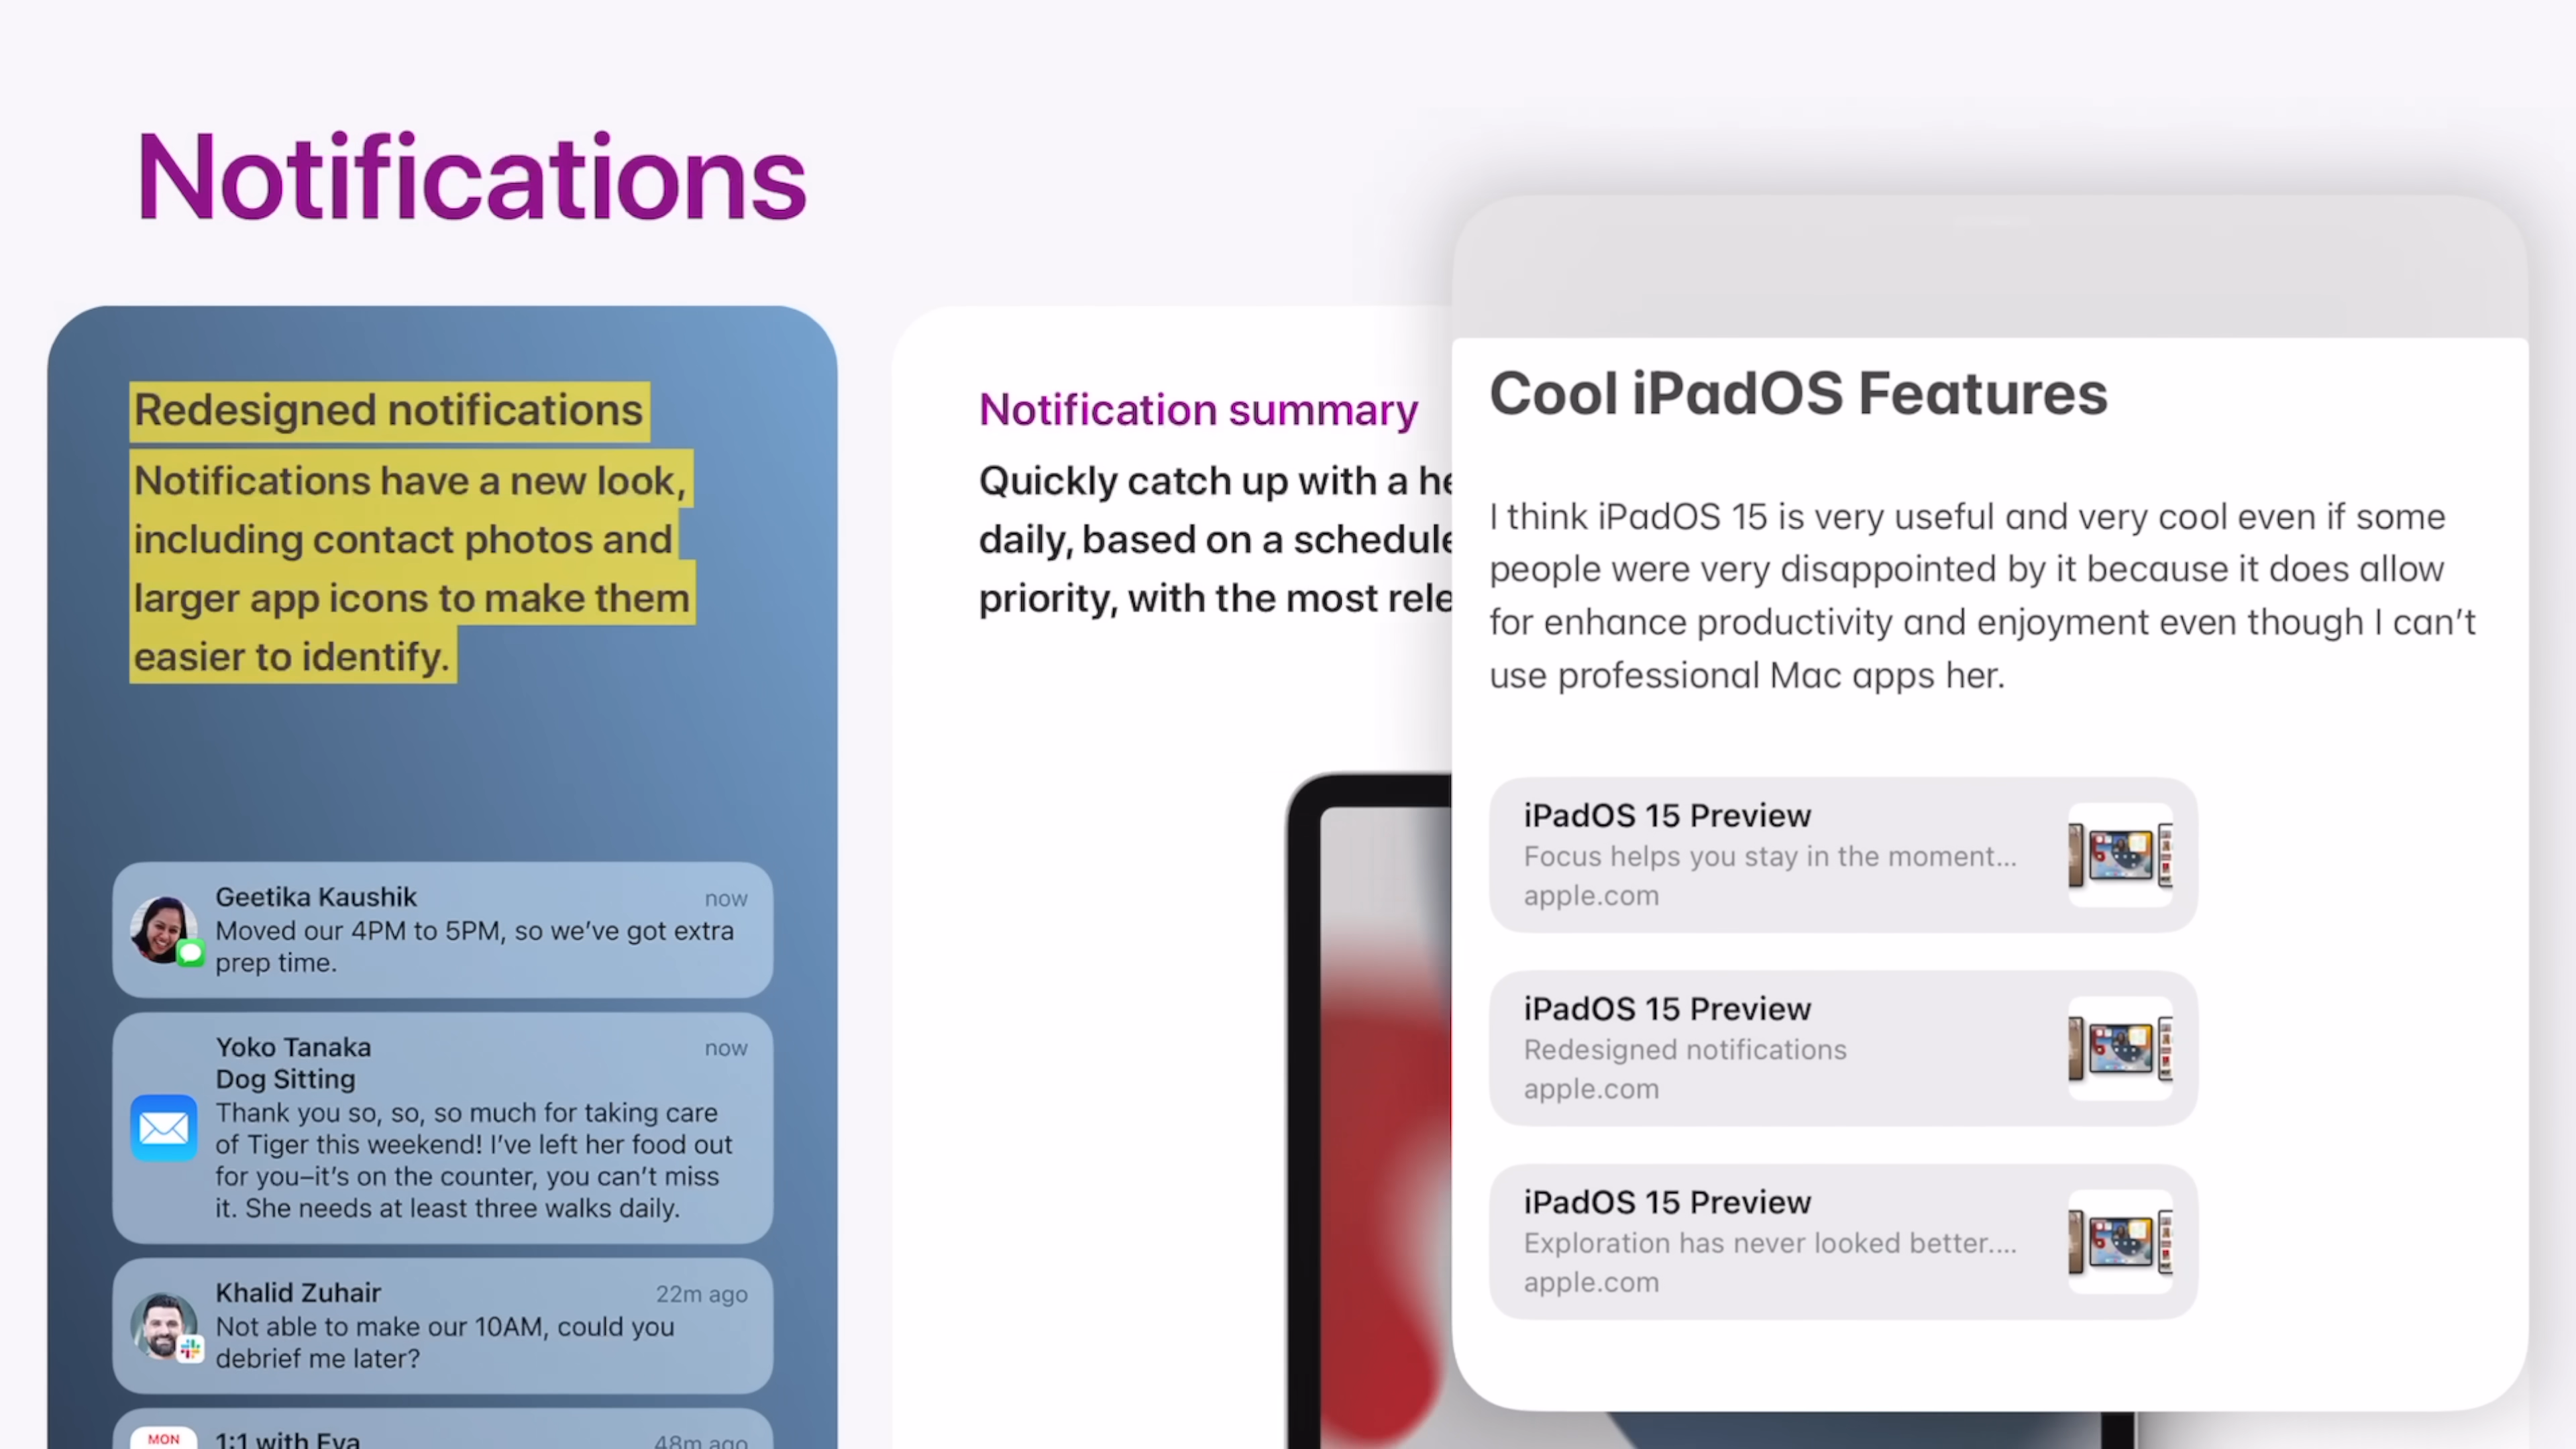 Notifications
Redesigned notifications
Notifications have a new look,
including contact photos and
larger app icons to make them
easier to identify.
Geetika Kaushik
now
Moved our 4PM to 5PM, so we’ve got extra
prep time.
Yoko Tanaka
now
Dog Sitting
Thank you so, so, so much for taking care
of Tiger this weekend! I’ve left her food out
for you–it’s on the counter, you can’t miss
it. She needs at least three walks daily.
Khalid Zuhair
22m ago
Not able to make our 10AM, could you
debrief me later?
MON
1:1 with Eva
48m ago
Notification summary
Quickly catch up with a
daily, based on a schedule
priority, with the most
Cool iPadOS Features
I think iPadOS 15 is very useful and very cool even if some
people were very disappointed by it because it does allow
for enhance productivity and enjoyment even though I can’t
use professional Mac apps her.
iPadOS 15 Preview
Focus helps you stay in the moment...
apple.com
iPadOS 15 Preview
Redesigned notifications
apple.com
iPadOS 15 Preview
Exploration has never looked better....
apple.com